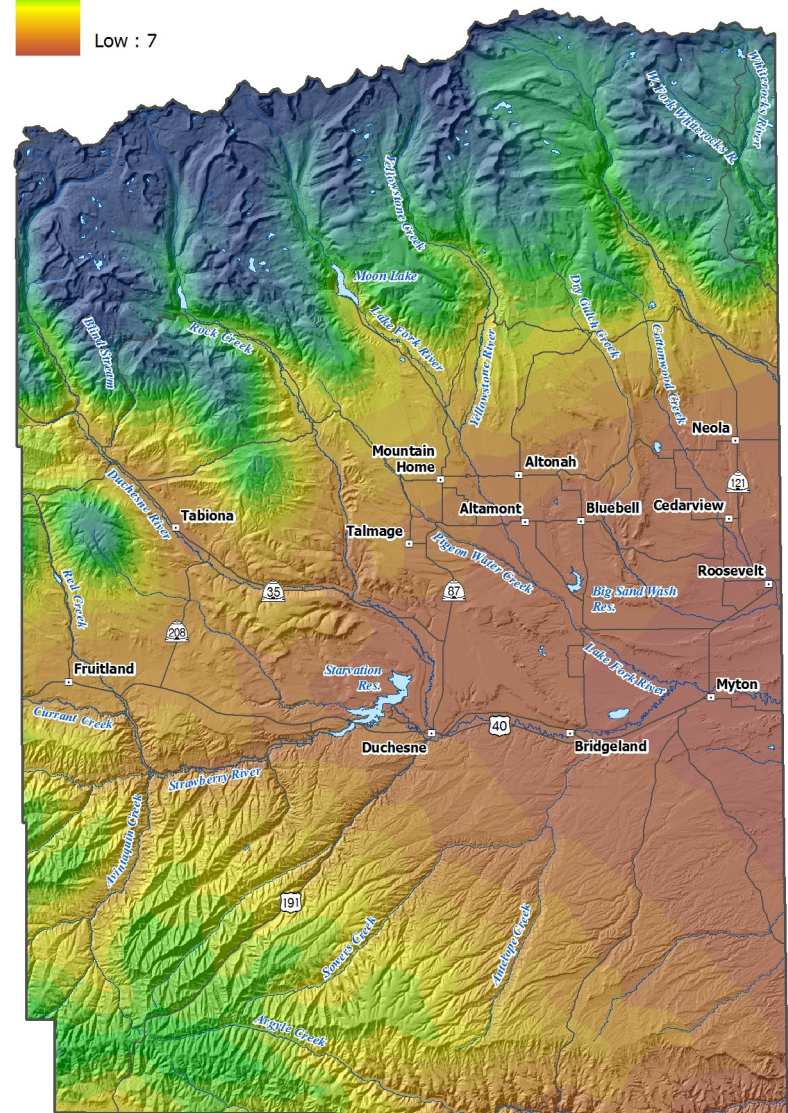 Low : 7
Whiterocks River
W. Fork Whiterocks R.
Yellowstone Creek
Moon Lake
Dry Gulch Creek
Blind Stream
Rock Creek
Lake Fork River
Yellowstone River
Cottonwood Creek
Neola
Mountain
Home
Altonah
121
Duchesne River
Tabiona
Altamont
Bluebell
Cedarview
Talmage
Pigeon Water Creek
Roosevelt
Red Creek
35
87
Big Sand Wash
Res.
208
Fruitland
Starvation
Res.
Lake Fork River
Myton
Currant Creek
40
Duchesne
Bridgeland
Strawberry River
Avintaquin Creek
191
Sowers Creek
Antelope Creek
Argyle Creek